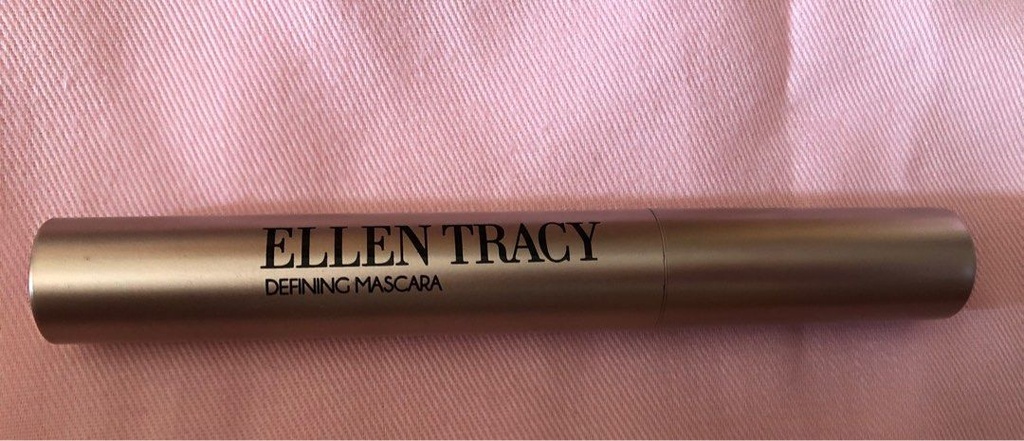 ELLEN TRACY
DEFINING MASCARA